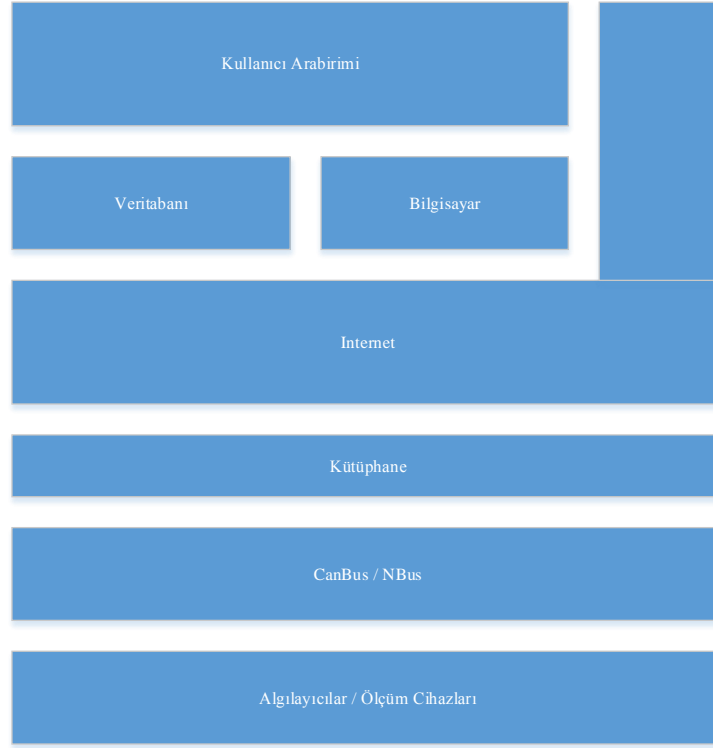 Kullanıcı Arabirimi
Veritabanı
Bilgisayar
Internet
Kütüphane
CanBus / NBus
Algılayıcılar / Ölçüm Cihazları